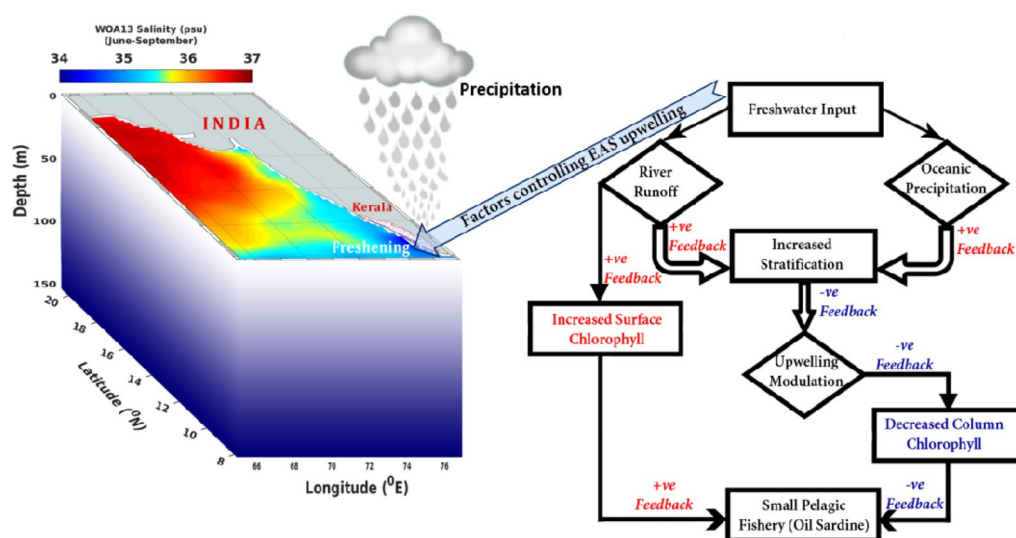 WOA13 Salinity (psu)
(June-September)
34 35 36 37
Precipitation
INDIA
Kerala
Freshening
Factors controlling EAS upwelling
0
50
100
150
Depth (m)
20
18
16
14
12
10
8
Latitude (⁰N)
66 68 70 72 74 76
Longitude (⁰E)
Freshwater Input
River
Runoff
Oceanic
Precipitation
+ve
Feedback
+ve
Feedback
+ve
Feedback
Increased
Stratification
-ve
Feedback
Increased Surface
Chlorophyll
Upwelling
Modulation
-ve
Feedback
Decreased Column
Chlorophyll
+ve
Feedback
-ve
Feedback
Small Pelagic
Fishery (Oil Sardine)